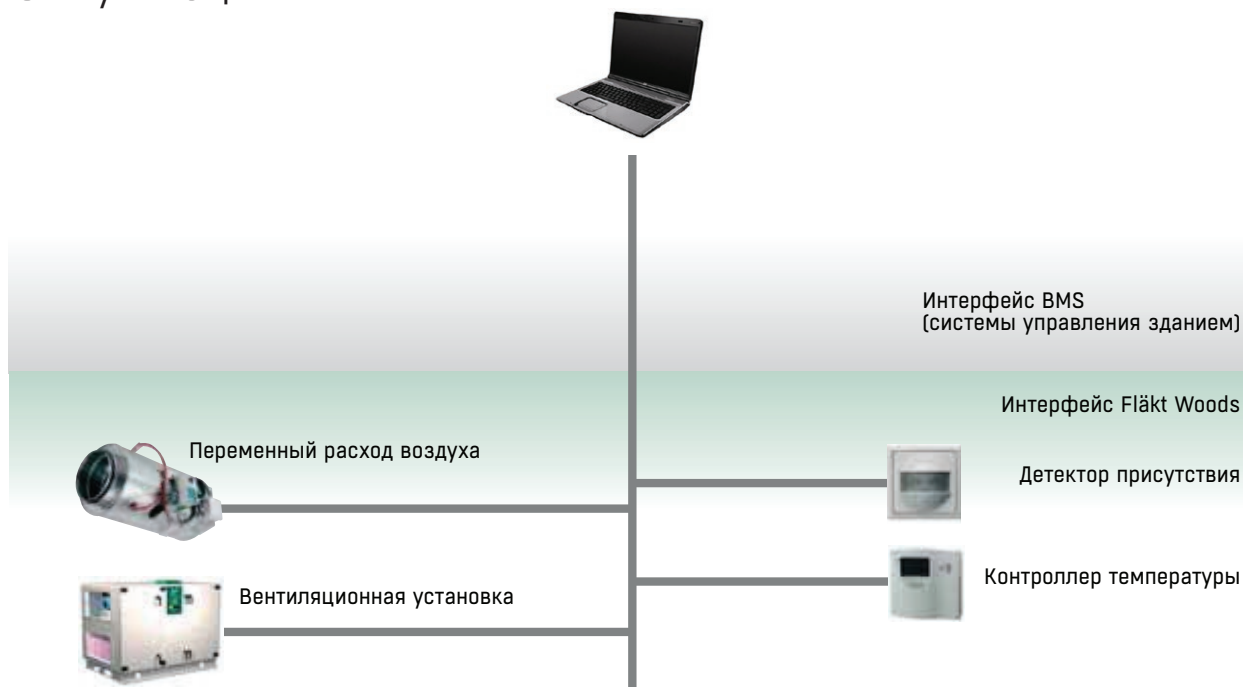 Интерфейс BMS
(системы управления зданием)
Интерфейс Fläkt Woods
Переменный расход воздуха
Детектор присутствия
Контроллер температуры
Вентиляционная установка